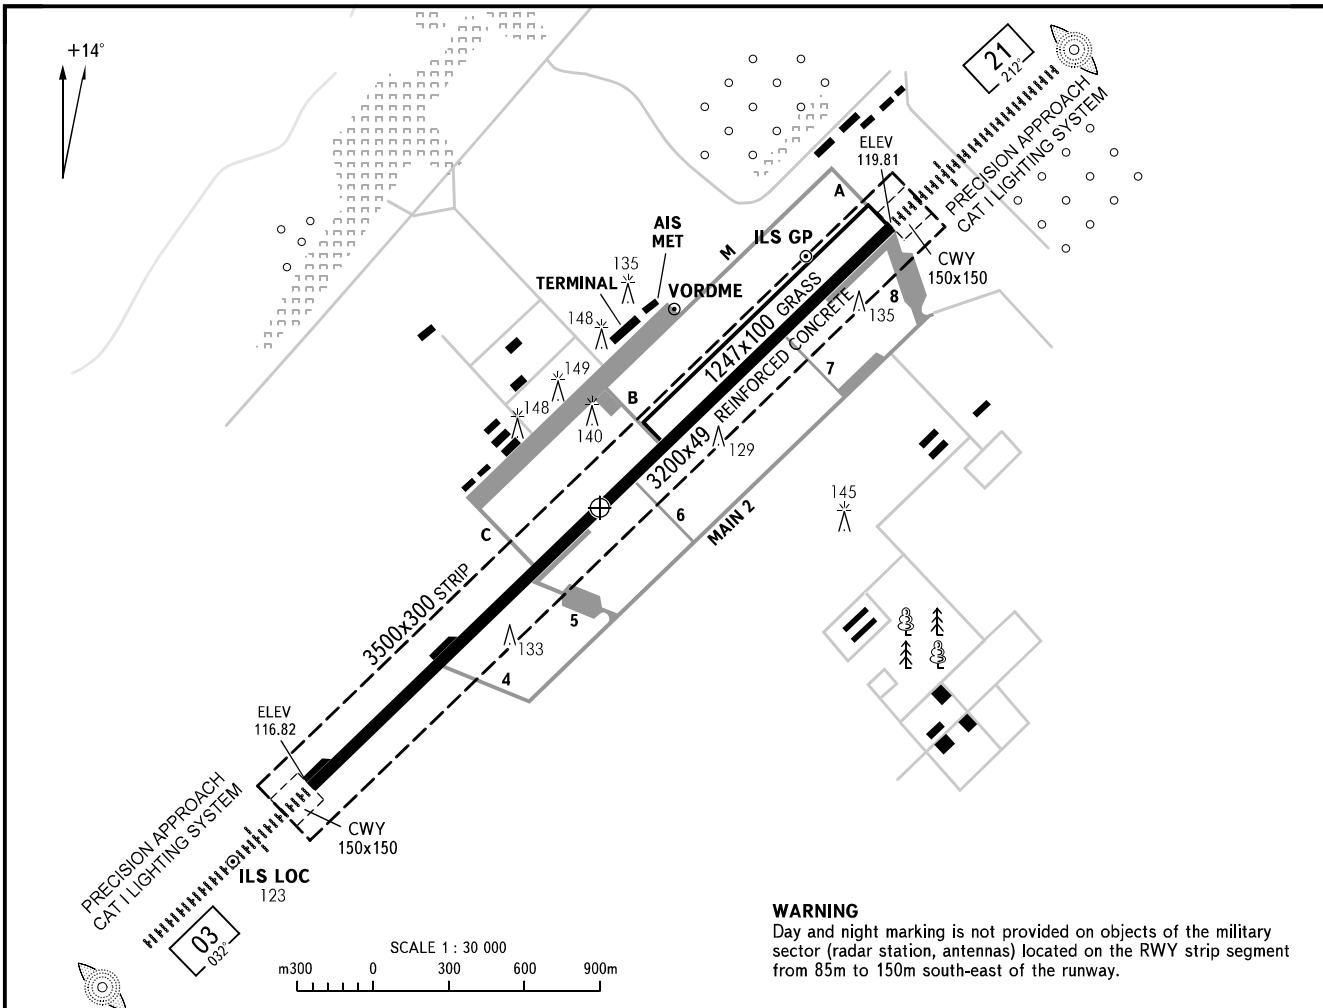 +14°
21
212°
PRECISION APPROACH
CAT I LIGHTING SYSTEM
ELEV
119.81
A
CWY
150x150
AIS
MET
M
ILS GP
135
TERMINAL
VORDME
148
1247x100 GRASS
8
135
149
148
140
B
REINFORCED CONCRETE
7
3200x49
129
145
6
MAIN 2
C
3500x300 STRIP
5
133
4
ELEV
116.82
CWY
150x150
PRECISION APPROACH
CAT I LIGHTING SYSTEM
ILS LOC
123
03
032°
SCALE 1 : 30 000
m300 0 300 600 900m
WARNING
Day and night marking is not provided on objects of the military
sector (radar station, antennas) located on the RWY strip segment
from 85m to 150m south-east of the runway.